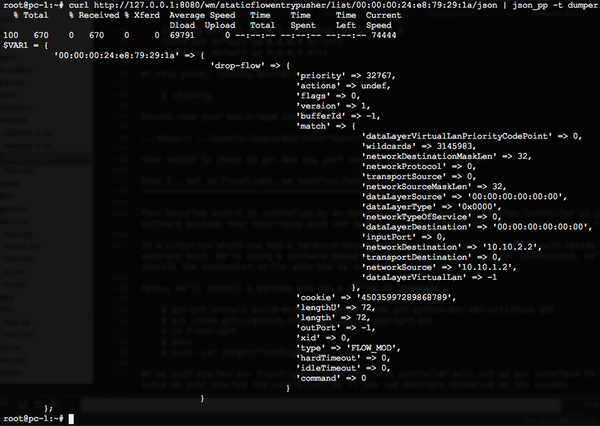 root@pc-1:~# curl http://127.0.0.1:8080/wm/staticflowentrypusher/list/00:00:00:24:e8:79:29:1a/json | json_pp -t dumper
% Total % Received % Xferd Average Speed Time Time Time Current
Dload Upload Total Spent Left Speed
100 670 0 670 0 0 69791 0 --:--:-- --:--:-- --:--:-- 74444
$VAR1 = {
'00:00:00:24:e8:79:29:1a' => {
'drop-flow' => {
'priority' => 32767,
'actions' => undef,
'flags' => 0,
'version' => 1,
'bufferId' => -1,
'match' => {
'dataLayerVirtualLanPriorityCodePoint' => 0,
'wildcards' => 3145983,
'networkDestinationMaskLen' => 32,
'networkProtocol' => 0,
'transportSource' => 0,
'networkSourceMaskLen' => 32,
'dataLayerSource' => '00:00:00:00:00:00',
'dataLayerType' => '0x0000',
'networkTypeOfService' => 0,
'dataLayerDestination' => '00:00:00:00:00:00',
'inputPort' => 0,
'networkDestination' => '10.10.2.2',
'transportDestination' => 0,
'networkSource' => '10.10.1.2',
'dataLayerVirtualLan' => -1
},
'cookie' => '45035997289868789',
'lengthU' => 72,
'length' => 72,
'outPort' => -1,
'xid' => 0,
'type' => 'FLOW_MOD',
'hardTimeout' => 0,
'idleTimeout' => 0,
'command' => 0
}
}
};
root@pc-1:~#